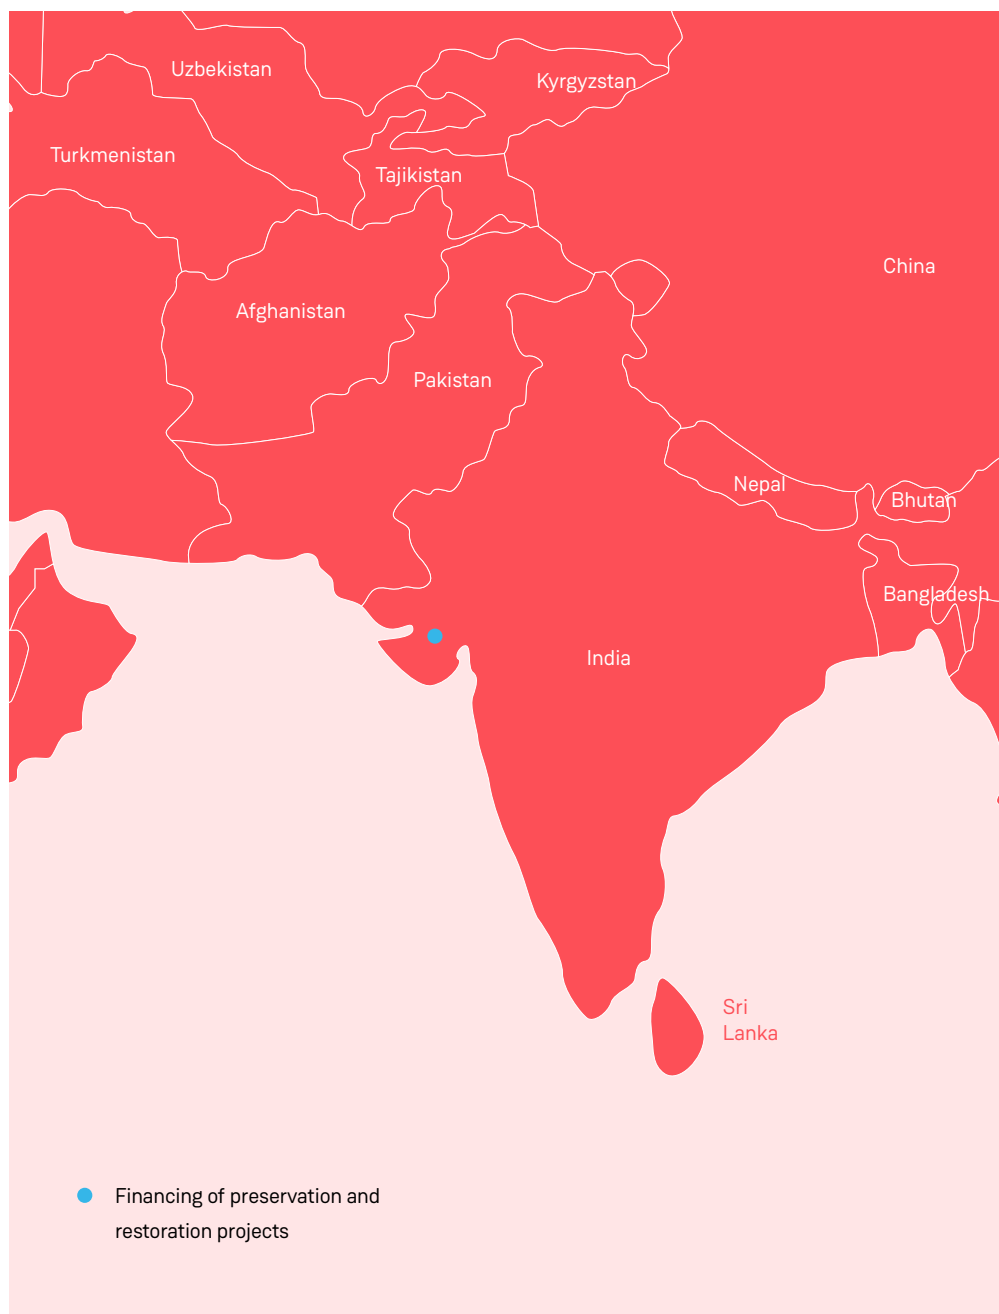 Uzbekistan
Kyrgyzstan
Turkmenistan
Tajikistan
China
Afghanistan
Pakistan
Nepal
Bhutan
Bangladesh
India
Sri
Lanka
Financing of preservation and
restoration projects